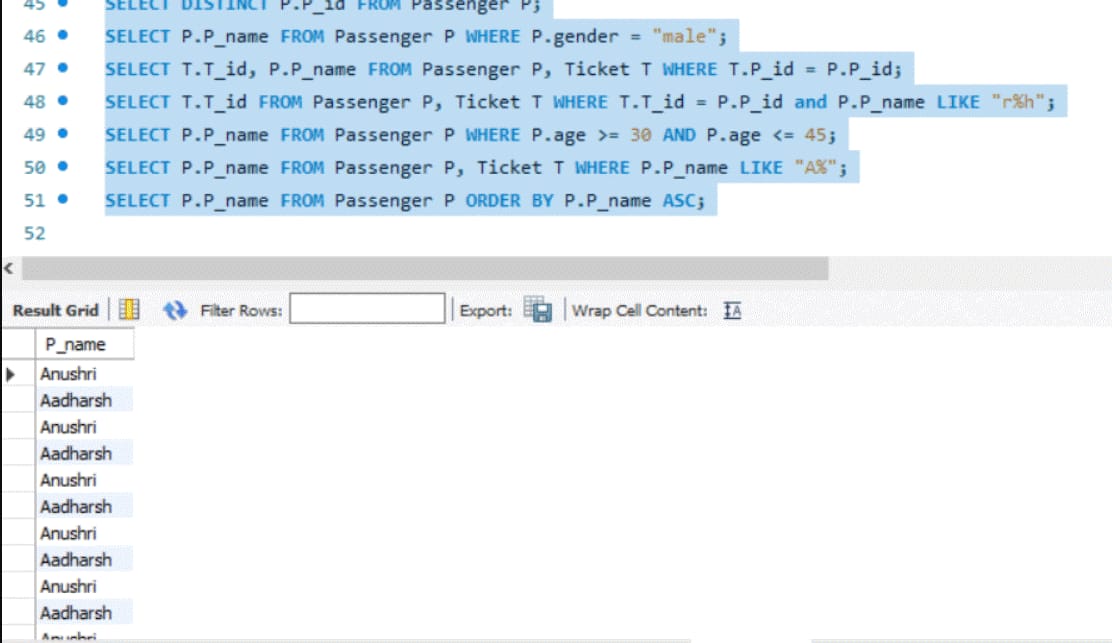 45 SELECT DISTINCT P.P_id FROM Passenger P;
46 SELECT P.P_name FROM Passenger P WHERE P.gender = "male";
47 SELECT T.T_id, P.P_name FROM Passenger P, Ticket T WHERE T.P_id = P.P_id;
48 SELECT T.T_id FROM Passenger P, Ticket T WHERE T.T_id = P.P_id and P.P_name LIKE "r%h";
49 SELECT P.P_name FROM Passenger P WHERE P.age >= 30 AND P.age <= 45;
50 SELECT P.P_name FROM Passenger P, Ticket T WHERE P.P_name LIKE "A%";
51 SELECT P.P_name FROM Passenger P ORDER BY P.P_name ASC;
52
Result Grid Filter Rows: Export: Wrap Cell Content: IA
P_name
Anushri
Aadharsh
Anushri
Aadharsh
Anushri
Aadharsh
Anushri
Aadharsh
Anushri
Aadharsh
Anushri